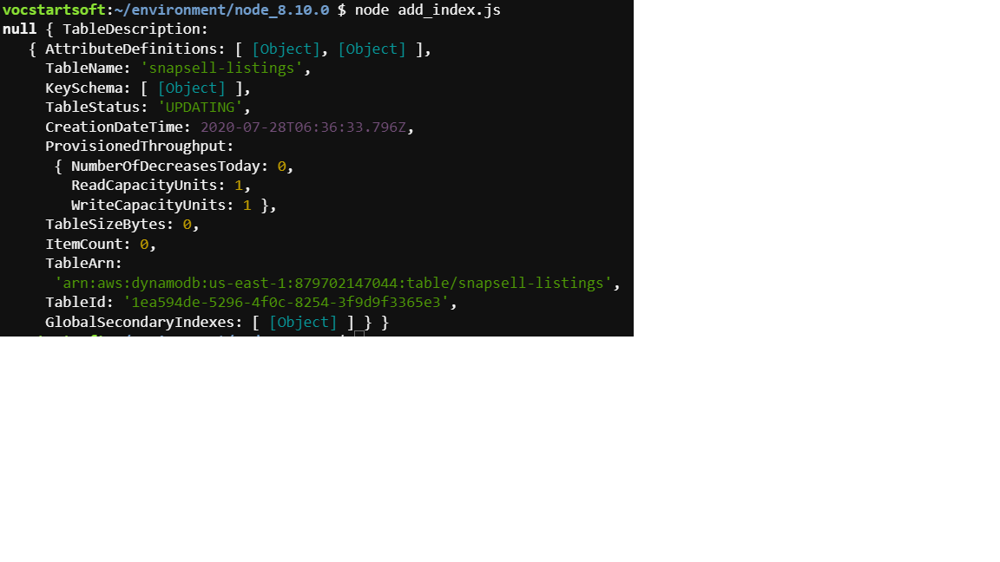 vocstartsoft:~/environment/node_8.10.0 $ node add_index.js
null { TableDescription:
{ AttributeDefinitions: [ [Object], [Object] ],
TableName: 'snapsell-listings',
KeySchema: [ [Object] ],
TableStatus: 'UPDATING',
CreationDateTime: 2020-07-28T06:36:33.796Z,
ProvisionedThroughput:
{ NumberOfDecreasesToday: 0,
ReadCapacityUnits: 1,
WriteCapacityUnits: 1 },
TableSizeBytes: 0,
ItemCount: 0,
TableArn:
'arn:aws:dynamodb:us-east-1:879702147044:table/snapsell-listings',
TableId: '1ea594de-5296-4f0c-8254-3f9d9f3365e3',
GlobalSecondaryIndexes: [ [Object] ] } }